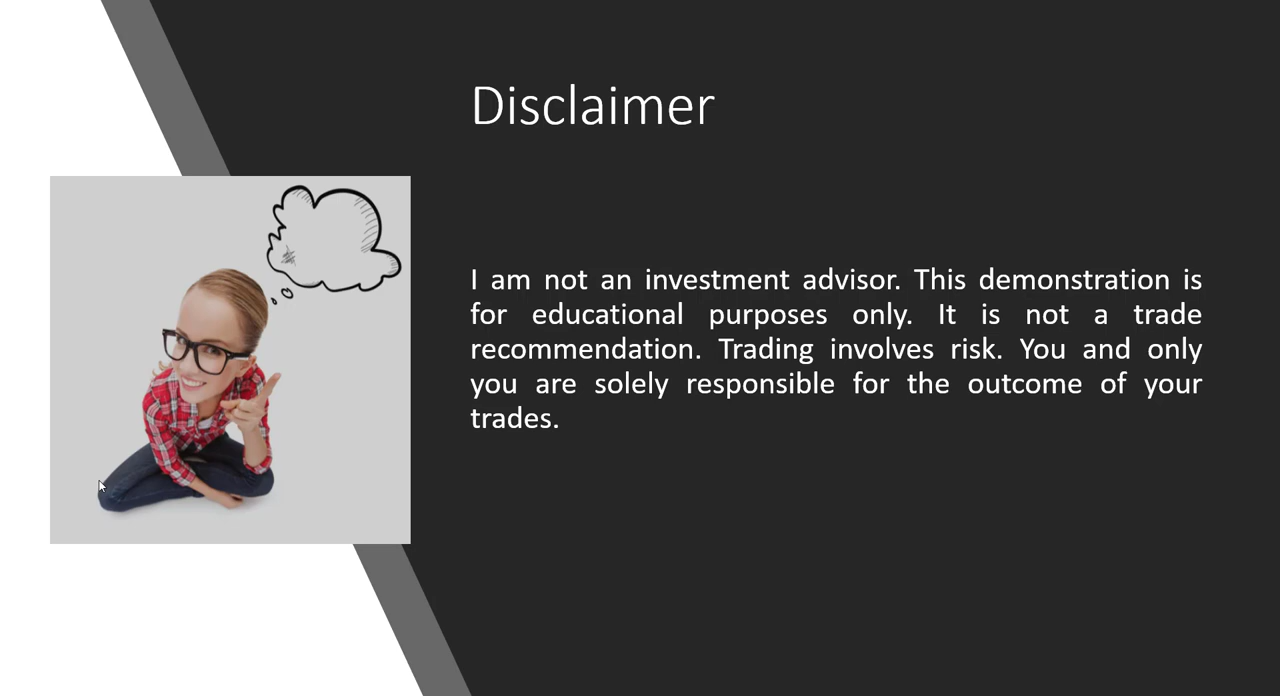 Disclaimer
I am not an investment advisor. This demonstration is
for educational purposes only. It is not a trade
recommendation. Trading involves risk. You and only
you are solely responsible for the outcome of your
trades.